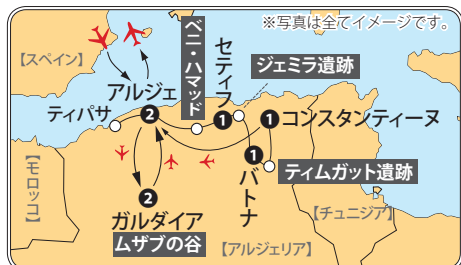 ※写真は全てイメージです。
【スペイン】
ベニ・ハマッド
セティフ
ジェミラ遺跡
アルジェ
ティパサ
2
1
1
コンスタンティーヌ
1
バトナ
ティムガット遺跡
【モロッコ】
2
ガルダイア
ムザブの谷
【チュニジア】
【アルジェリア】